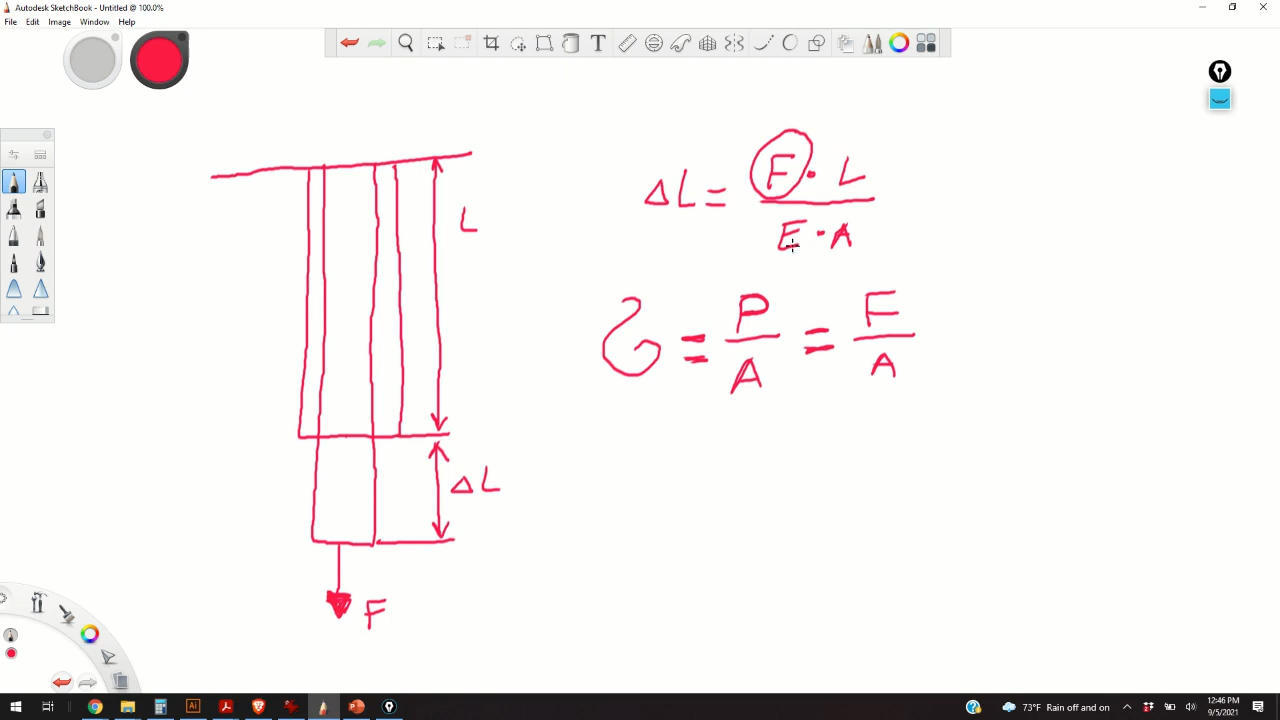 Autodesk SketchBook - Untitled @ 100.0%
File Edit Image Window Help
T
L
ΔL = F · L / E · A
σ = P / A = F / A
ΔL
F
Ai
P
12:46 PM
73°F Rain off and on
9/5/2021